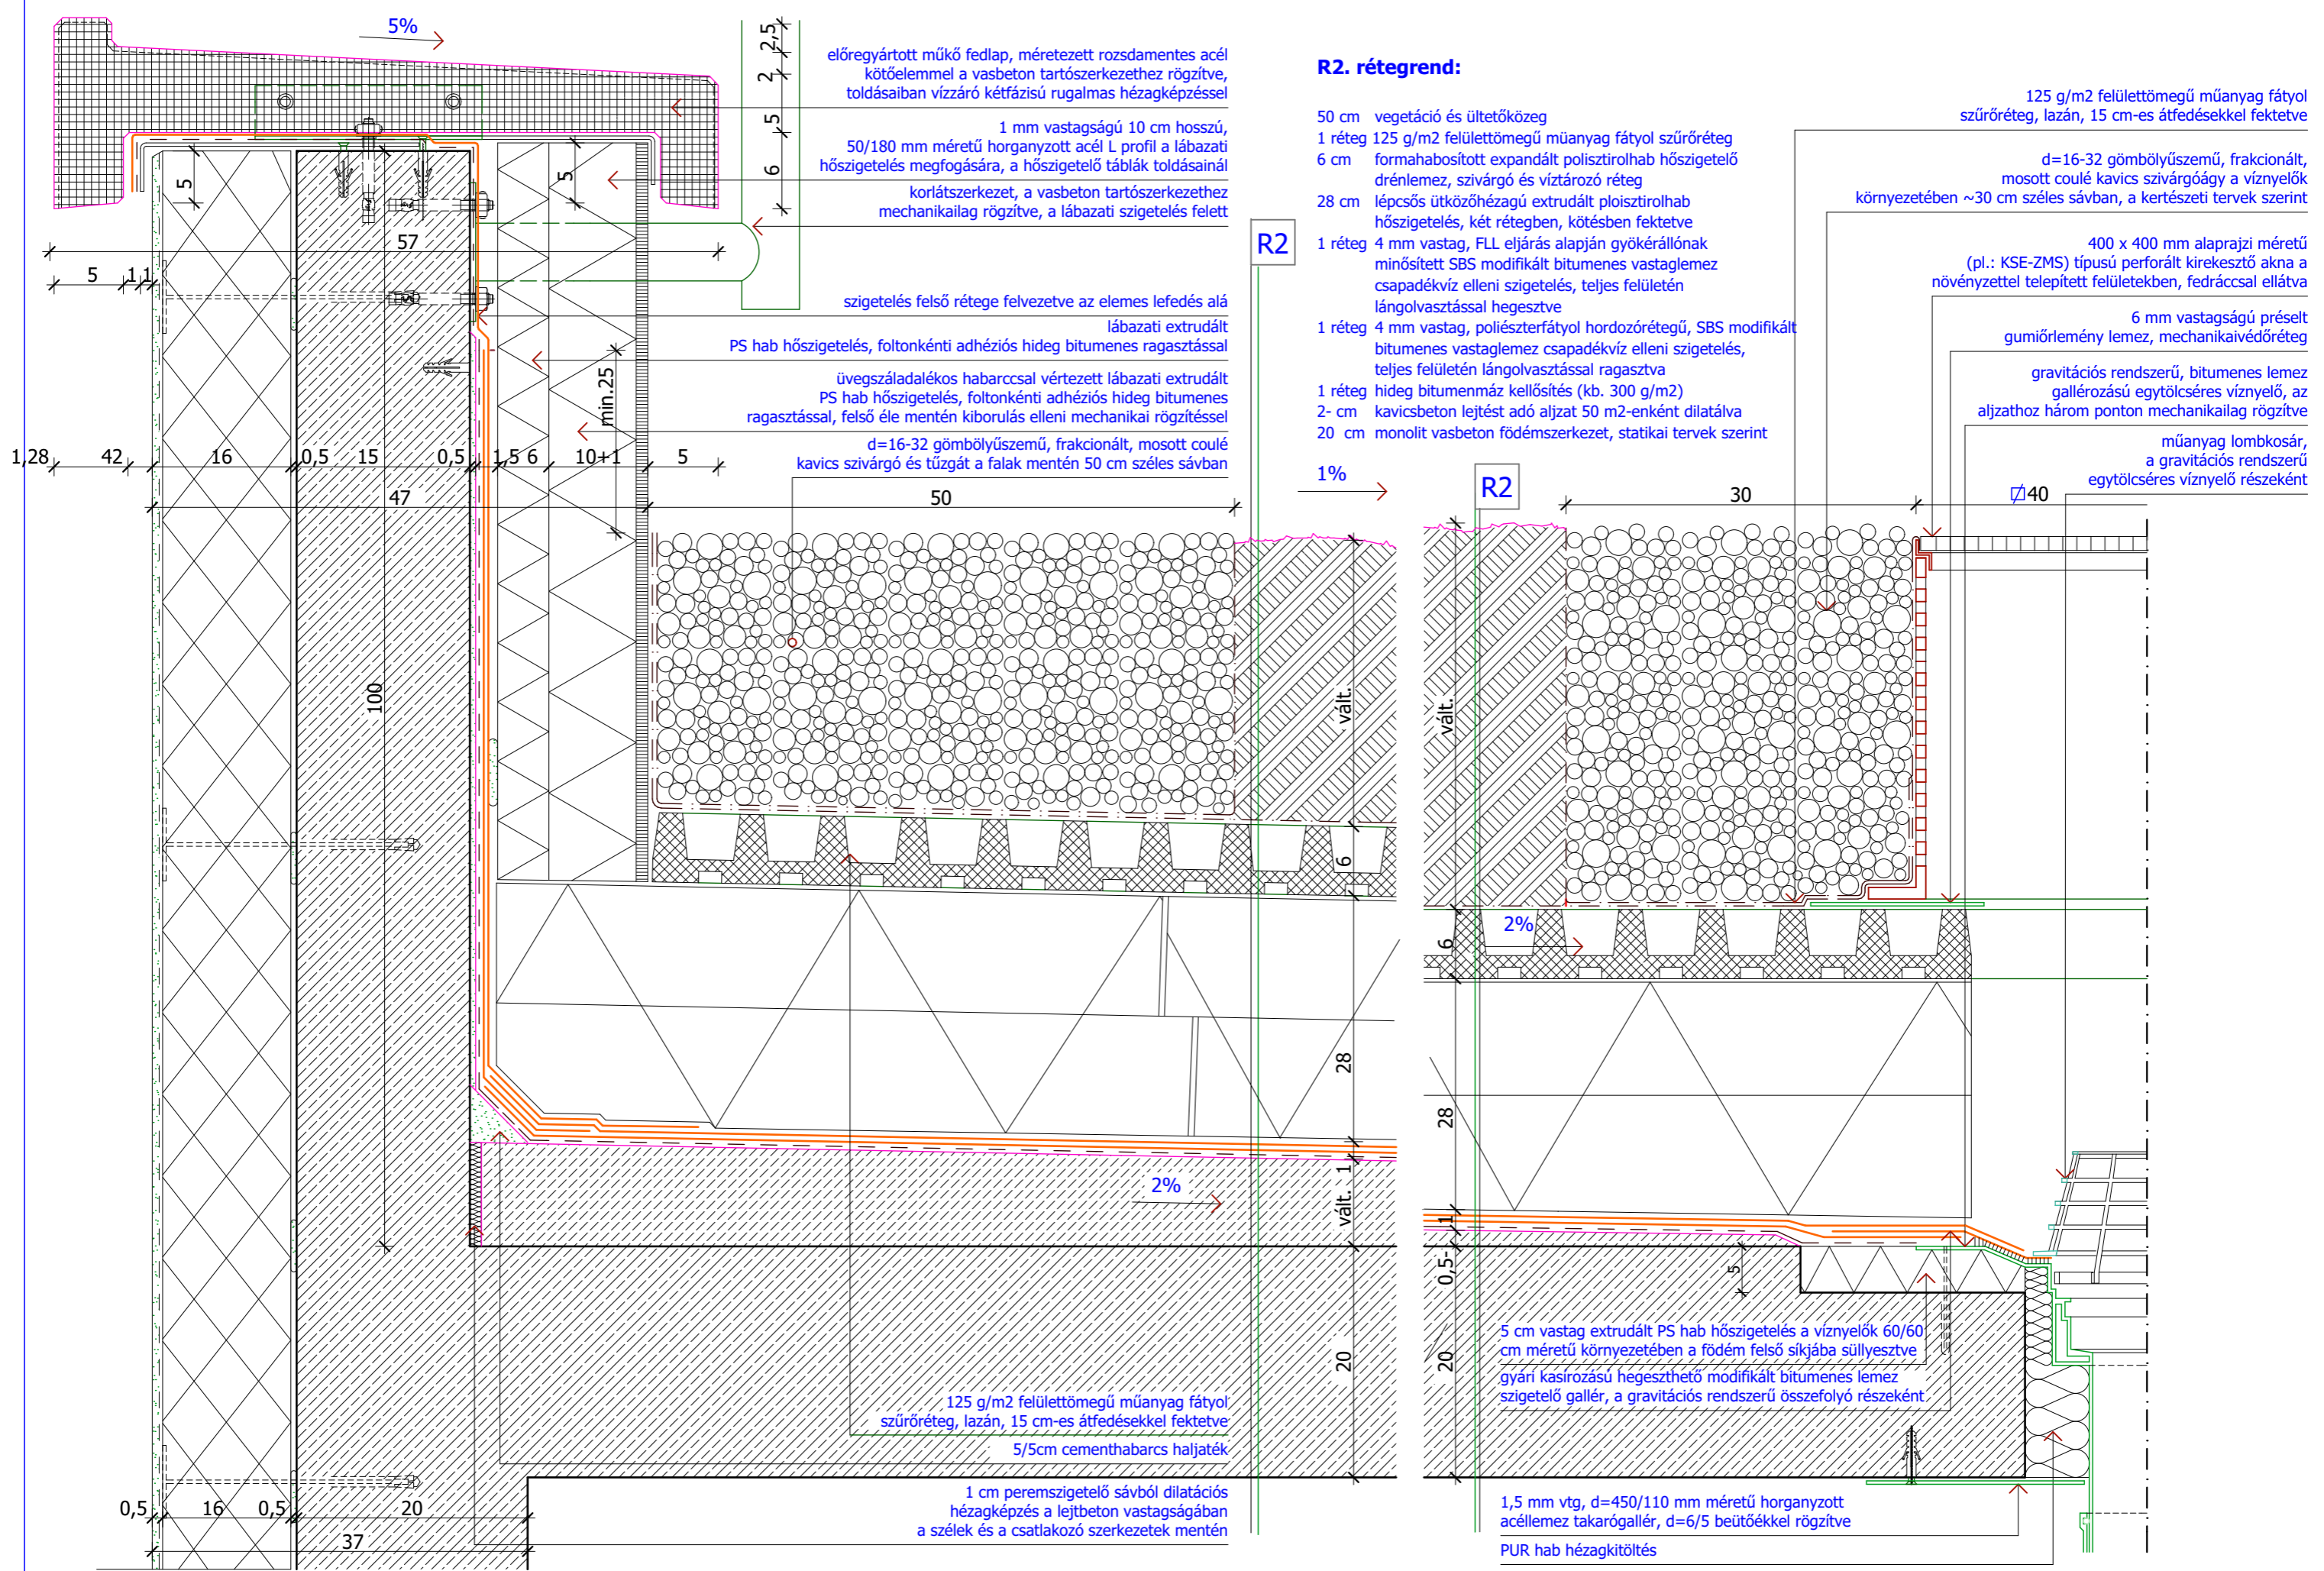 5%
előregyártott műkő fedlap, méretezett rozsdamentes acél
kötőelemmel a vasbeton tartószerkezethez rögzítve,
toldásaiban vízzáró kétfázisú rugalmas hézagképzéssel
1 mm vastagságú 10 cm hosszú,
50/180 mm méretű horganyzott acél L profil a lábazati
hőszigetelés megfogására, a hőszigetelő táblák toldásainál
korlátszerkezet, a vasbeton tartószerkezethez
mechanikailag rögzítve, a lábazati szigetelés felett
szigetelés felső rétege felvezetve az elemes lefedés alá
lábazati extrudált
PS hab hőszigetelés, foltonkénti adhéziós hideg bitumenes ragasztással
üvegszáladalékos habarccsal vértezett lábazati extrudált
PS hab hőszigetelés, foltonkénti adhéziós hideg bitumenes
ragasztással, felső éle mentén kiborulás elleni mechanikai rögzítéssel
d=16-32 gömbölyűszemű, frakcionált, mosott coulé
kavics szivárgó és tűzgát a falak mentén 50 cm széles sávban
2,5
2
5
6
5
5
57
5
1
1
min.25
1,28
42
16
0,5
15
0,5
1,5
6
10+1
5
47
50
100
R2
R2. rétegrend:
50 cm vegetáció és ültetőközeg
1 réteg 125 g/m2 felülettömegű müanyag fátyol szűrőréteg
6 cm formahabosított expandált polisztirolhab hőszigetelő
drénlemez, szivárgó és víztározó réteg
28 cm lépcsős ütközőhézagú extrudált ploisztirolhab
hőszigetelés, két rétegben, kötésben fektetve
1 réteg 4 mm vastag, FLL eljárás alapján gyökérállónak
minősített SBS modifikált bitumenes vastaglemez
csapadékvíz elleni szigetelés, teljes felületén
lángolvasztással hegesztve
1 réteg 4 mm vastag, poliészterfátyol hordozórétegű, SBS modifikált
bitumenes vastaglemez csapadékvíz elleni szigetelés,
teljes felületén lángolvasztással ragasztva
1 réteg hideg bitumenmáz kellősítés (kb. 300 g/m2)
2- cm kavicsbeton lejtést adó aljzat 50 m2-enként dilatálva
20 cm monolit vasbeton födémszerkezet, statikai tervek szerint
1%
R2
30
40
125 g/m2 felülettömegű műanyag fátyol
szűrőréteg, lazán, 15 cm-es átfedésekkel fektetve
d=16-32 gömbölyűszemű, frakcionált,
mosott coulé kavics szivárgóágy a víznyelők
környezetében ~30 cm széles sávban, a kertészeti tervek szerint
400 x 400 mm alaprajzi méretű
(pl.: KSE-ZMS) típusú perforált kirekesztő akna a
növényzettel telepített felületekben, fedráccsal ellátva
6 mm vastagságú préselt
gumiőrlemény lemez, mechanikaivédőréteg
gravitációs rendszerű, bitumenes lemez
gallérozású egytölcséres víznyelő, az
aljzathoz három ponton mechanikailag rögzítve
műanyag lombkosár,
a gravitációs rendszerű
egytölcséres víznyelő részeként
vált.
6
28
1
vált.
20
2%
vált.
6
28
1
0,5-
20
2%
5
125 g/m2 felülettömegű műanyag fátyol
szűrőréteg, lazán, 15 cm-es átfedésekkel fektetve
5/5cm cementhabarcs haljaték
1 cm peremszigetelő sávból dilatációs
hézagképzés a lejtbeton vastagságában
a szélek és a csatlakozó szerkezetek mentén
5 cm vastag extrudált PS hab hőszigetelés a víznyelők 60/60
cm méretű környezetében a födém felső síkjába süllyesztve
gyári kasírozású hegeszthető modifikált bitumenes lemez
szigetelő gallér, a gravitációs rendszerű összefolyó részeként
1,5 mm vtg, d=450/110 mm méretű horganyzott
acéllemez takarógallér, d=6/5 beütőékkel rögzítve
PUR hab hézagkitöltés
0,5
16
0,5
20
37